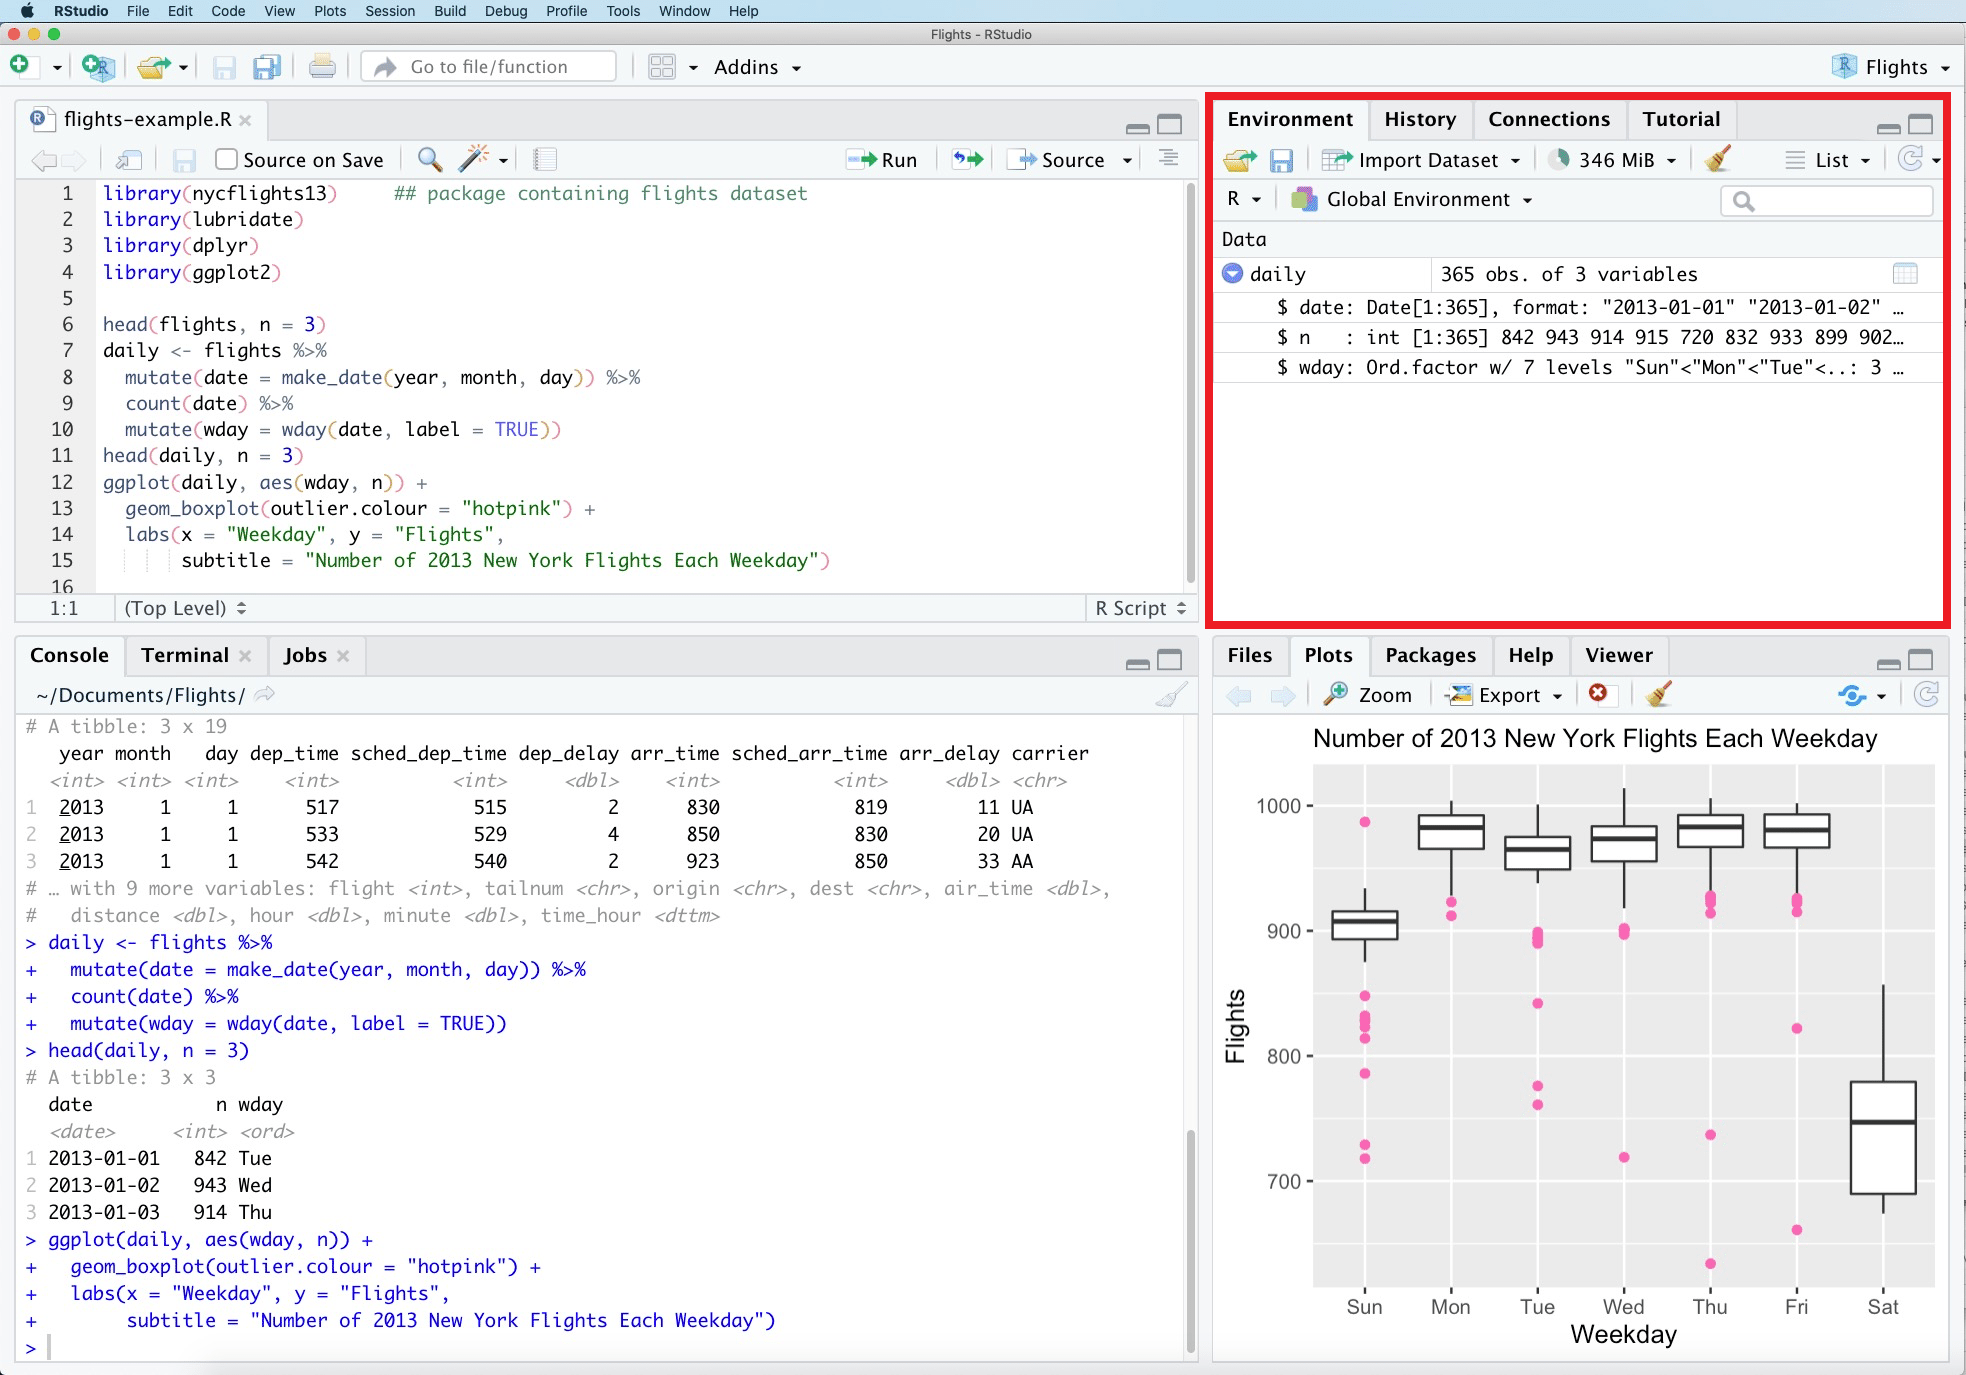 RStudio File Edit Code View Plots Session Build Debug Profile Tools Window Help
Flights - RStudio
Go to file/function Addins Flights
flights-example.R
Source on Save Run Source
1 library(nycflights13)     ## package containing flights dataset
2 library(lubridate)
3 library(dplyr)
4 library(ggplot2)
5
6 head(flights, n = 3)
7 daily <- flights %>%
8   mutate(date = make_date(year, month, day)) %>%
9   count(date) %>%
10   mutate(wday = wday(date, label = TRUE))
11 head(daily, n = 3)
12 ggplot(daily, aes(wday, n)) +
13   geom_boxplot(outlier.colour = "hotpink") +
14   labs(x = "Weekday", y = "Flights",
15        subtitle = "Number of 2013 New York Flights Each Weekday")
16
1:1 (Top Level) R Script
Environment History Connections Tutorial
Import Dataset 346 MiB List
R Global Environment
Data
daily 365 obs. of 3 variables
$ date: Date[1:365], format: "2013-01-01" "2013-01-02" …
$ n   : int [1:365] 842 943 914 915 720 832 933 899 902…
$ wday: Ord.factor w/ 7 levels "Sun"<"Mon"<"Tue"<..: 3 …
Console Terminal Jobs
~/Documents/Flights/
# A tibble: 3 x 19
year month day dep_time sched_dep_time dep_delay arr_time sched_arr_time arr_delay carrier
<int> <int> <int> <int> <int> <dbl> <int> <int> <dbl> <chr>
1 2013 1 1 517 515 2 830 819 11 UA
2 2013 1 1 533 529 4 850 830 20 UA
3 2013 1 1 542 540 2 923 850 33 AA
# … with 9 more variables: flight <int>, tailnum <chr>, origin <chr>, dest <chr>, air_time <dbl>,
#   distance <dbl>, hour <dbl>, minute <dbl>, time_hour <dttm>
> daily <- flights %>%
+   mutate(date = make_date(year, month, day)) %>%
+   count(date) %>%
+   mutate(wday = wday(date, label = TRUE))
> head(daily, n = 3)
# A tibble: 3 x 3
date n wday
<date> <int> <ord>
1 2013-01-01 842 Tue
2 2013-01-02 943 Wed
3 2013-01-03 914 Thu
> ggplot(daily, aes(wday, n)) +
+   geom_boxplot(outlier.colour = "hotpink") +
+   labs(x = "Weekday", y = "Flights",
+        subtitle = "Number of 2013 New York Flights Each Weekday")
>
Files Plots Packages Help Viewer
Zoom Export
Number of 2013 New York Flights Each Weekday
1000
900
800
700
Flights
Sun Mon Tue Wed Thu Fri Sat
Weekday